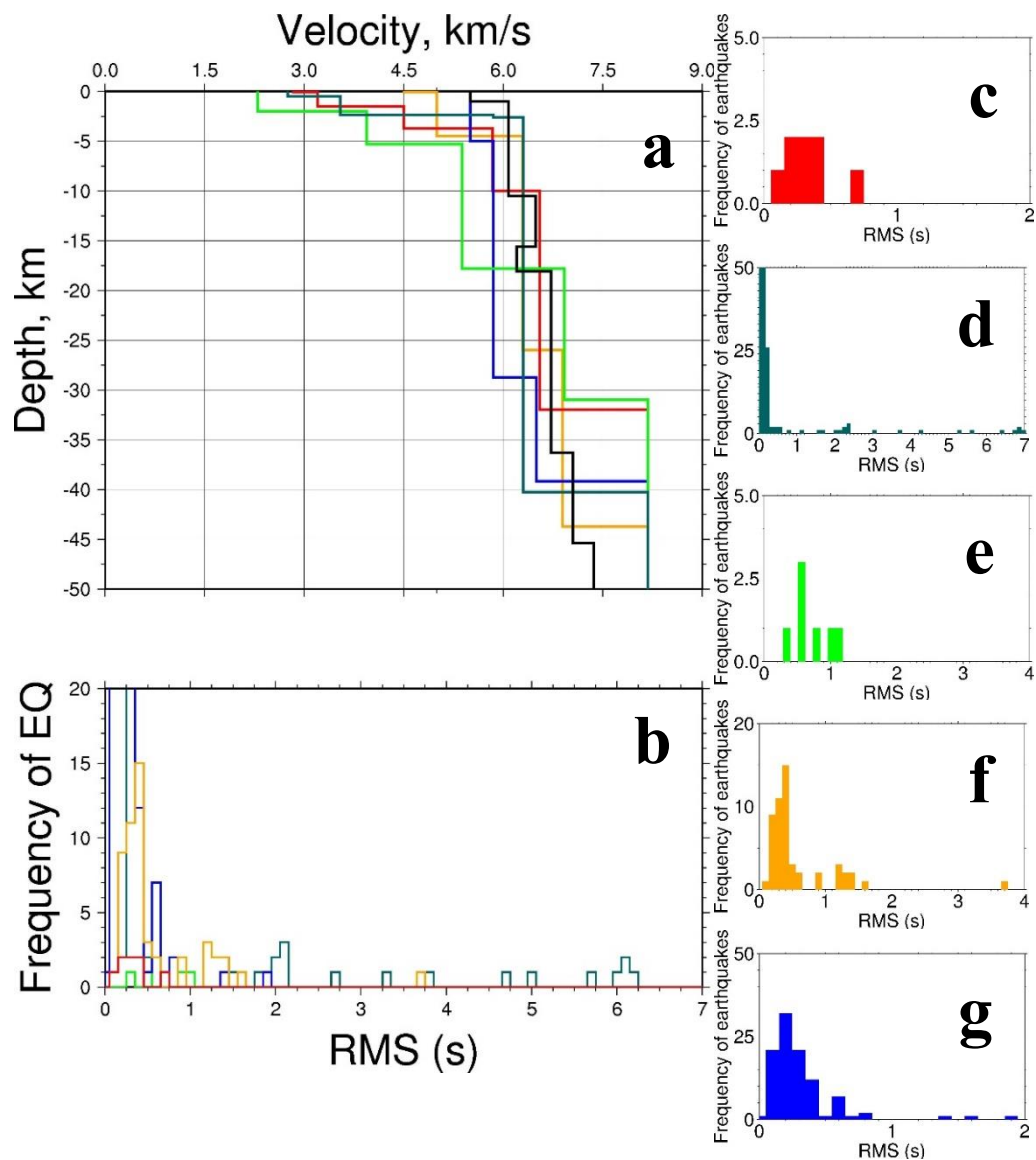 Velocity, km/s
0.0 1.5 3.0 4.5 6.0 7.5 9.0
Depth, km
0
-5
-10
-15
-20
-25
-30
-35
-40
-45
-50
a
Frequency of EQ
20
15
10
5
0
0 1 2 3 4 5 6 7
RMS (s)
b
Frequency of earthquakes
5.0
2.5
0.0
0 1 2
RMS (s)
c
Frequency of earthquakes
50
25
0
0 1 2 3 4 5 6 7
RMS (s)
d
Frequency of earthquakes
5.0
2.5
0.0
0 1 2 3 4
RMS (s)
e
Frequency of earthquakes
20
10
0
0 1 2 3 4
RMS (s)
f
Frequency of earthquakes
50
25
0
0 1 2
RMS (s)
g